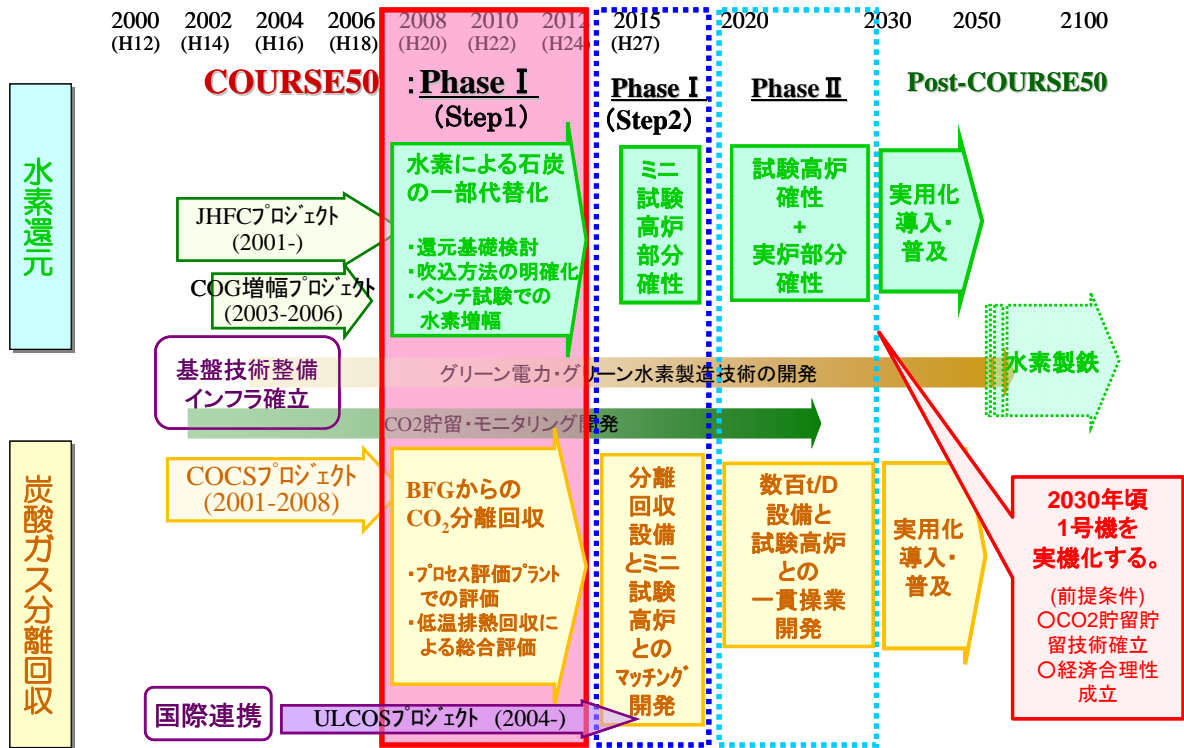 2000 2002 2004 2006 2008 2010 2012 2015 2020 2030 2050 2100
(H12) (H14) (H16) (H18) (H20) (H22) (H24) (H27)
COURSE50 :Phase Ⅰ
(Step1)
Phase Ⅰ
(Step2)
Phase Ⅱ
Post-COURSE50
水素還元
JHFCプロジェクト
(2001-)
COG増幅プロジェクト
(2003-2006)
水素による石炭
の一部代替化
・還元基礎検討
・吹込方法の明確化
・ベンチ試験での
水素増幅
ミニ
試験
高炉
部分
確性
試験高炉
確性
+
実炉部分
確性
実用化
導入・
普及
基盤技術整備
インフラ確立
グリーン電力・グリーン水素製造技術の開発
水素製鉄
CO2貯留・モニタリング開発
炭酸ガス分離回収
COCSプロジェクト
(2001-2008)
BFGからの
CO2分離回収
・プロセス評価プラント
での評価
・低温排熱回収に
よる総合評価
分離
回収
設備
とミニ
試験
高炉
との
マッチング
開発
数百t/D
設備と
試験高炉
との
一貫操業
開発
実用化
導入・
普及
2030年頃
1号機を
実機化する。
(前提条件)
〇CO2貯留貯
留技術確立
〇経済合理性
成立
国際連携
ULCOSプロジェクト (2004-)